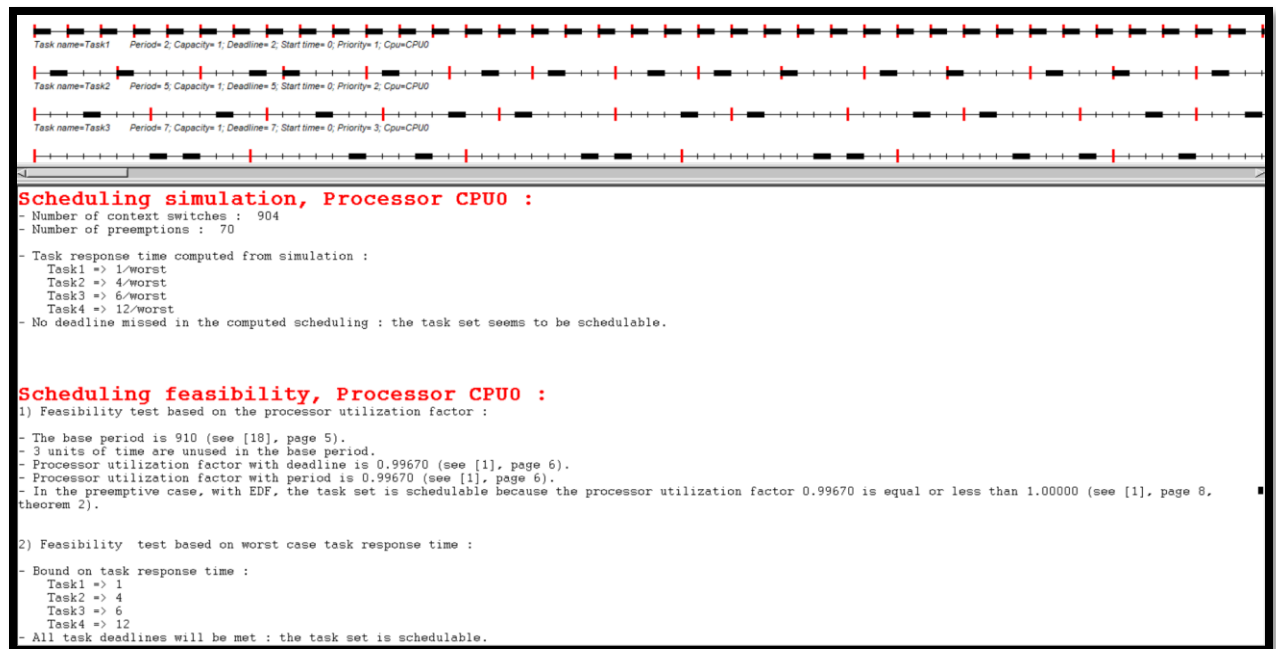 Task name=Task1 Period= 2; Capacity= 1; Deadline= 2; Start time= 0; Priority= 1; Cpu=CPU0
Task name=Task2 Period= 5; Capacity= 1; Deadline= 5; Start time= 0; Priority= 2; Cpu=CPU0
Task name=Task3 Period= 7; Capacity= 1; Deadline= 7; Start time= 0; Priority= 3; Cpu=CPU0
Scheduling simulation, Processor CPU0 :
- Number of context switches : 904
- Number of preemptions : 70
- Task response time computed from simulation :
Task1 => 1/worst
Task2 => 4/worst
Task3 => 6/worst
Task4 => 12/worst
- No deadline missed in the computed scheduling : the task set seems to be schedulable.
Scheduling feasibility, Processor CPU0 :
1) Feasibility test based on the processor utilization factor :
- The base period is 910 (see [18], page 5).
- 3 units of time are unused in the base period.
- Processor utilization factor with deadline is 0.99670 (see [1], page 6).
- Processor utilization factor with period is 0.99670 (see [1], page 6).
- In the preemptive case, with EDF, the task set is schedulable because the processor utilization factor 0.99670 is equal or less than 1.00000 (see [1], page 8,
theorem 2).
2) Feasibility test based on worst case task response time :
- Bound on task response time :
Task1 => 1
Task2 => 4
Task3 => 6
Task4 => 12
- All task deadlines will be met : the task set is schedulable.